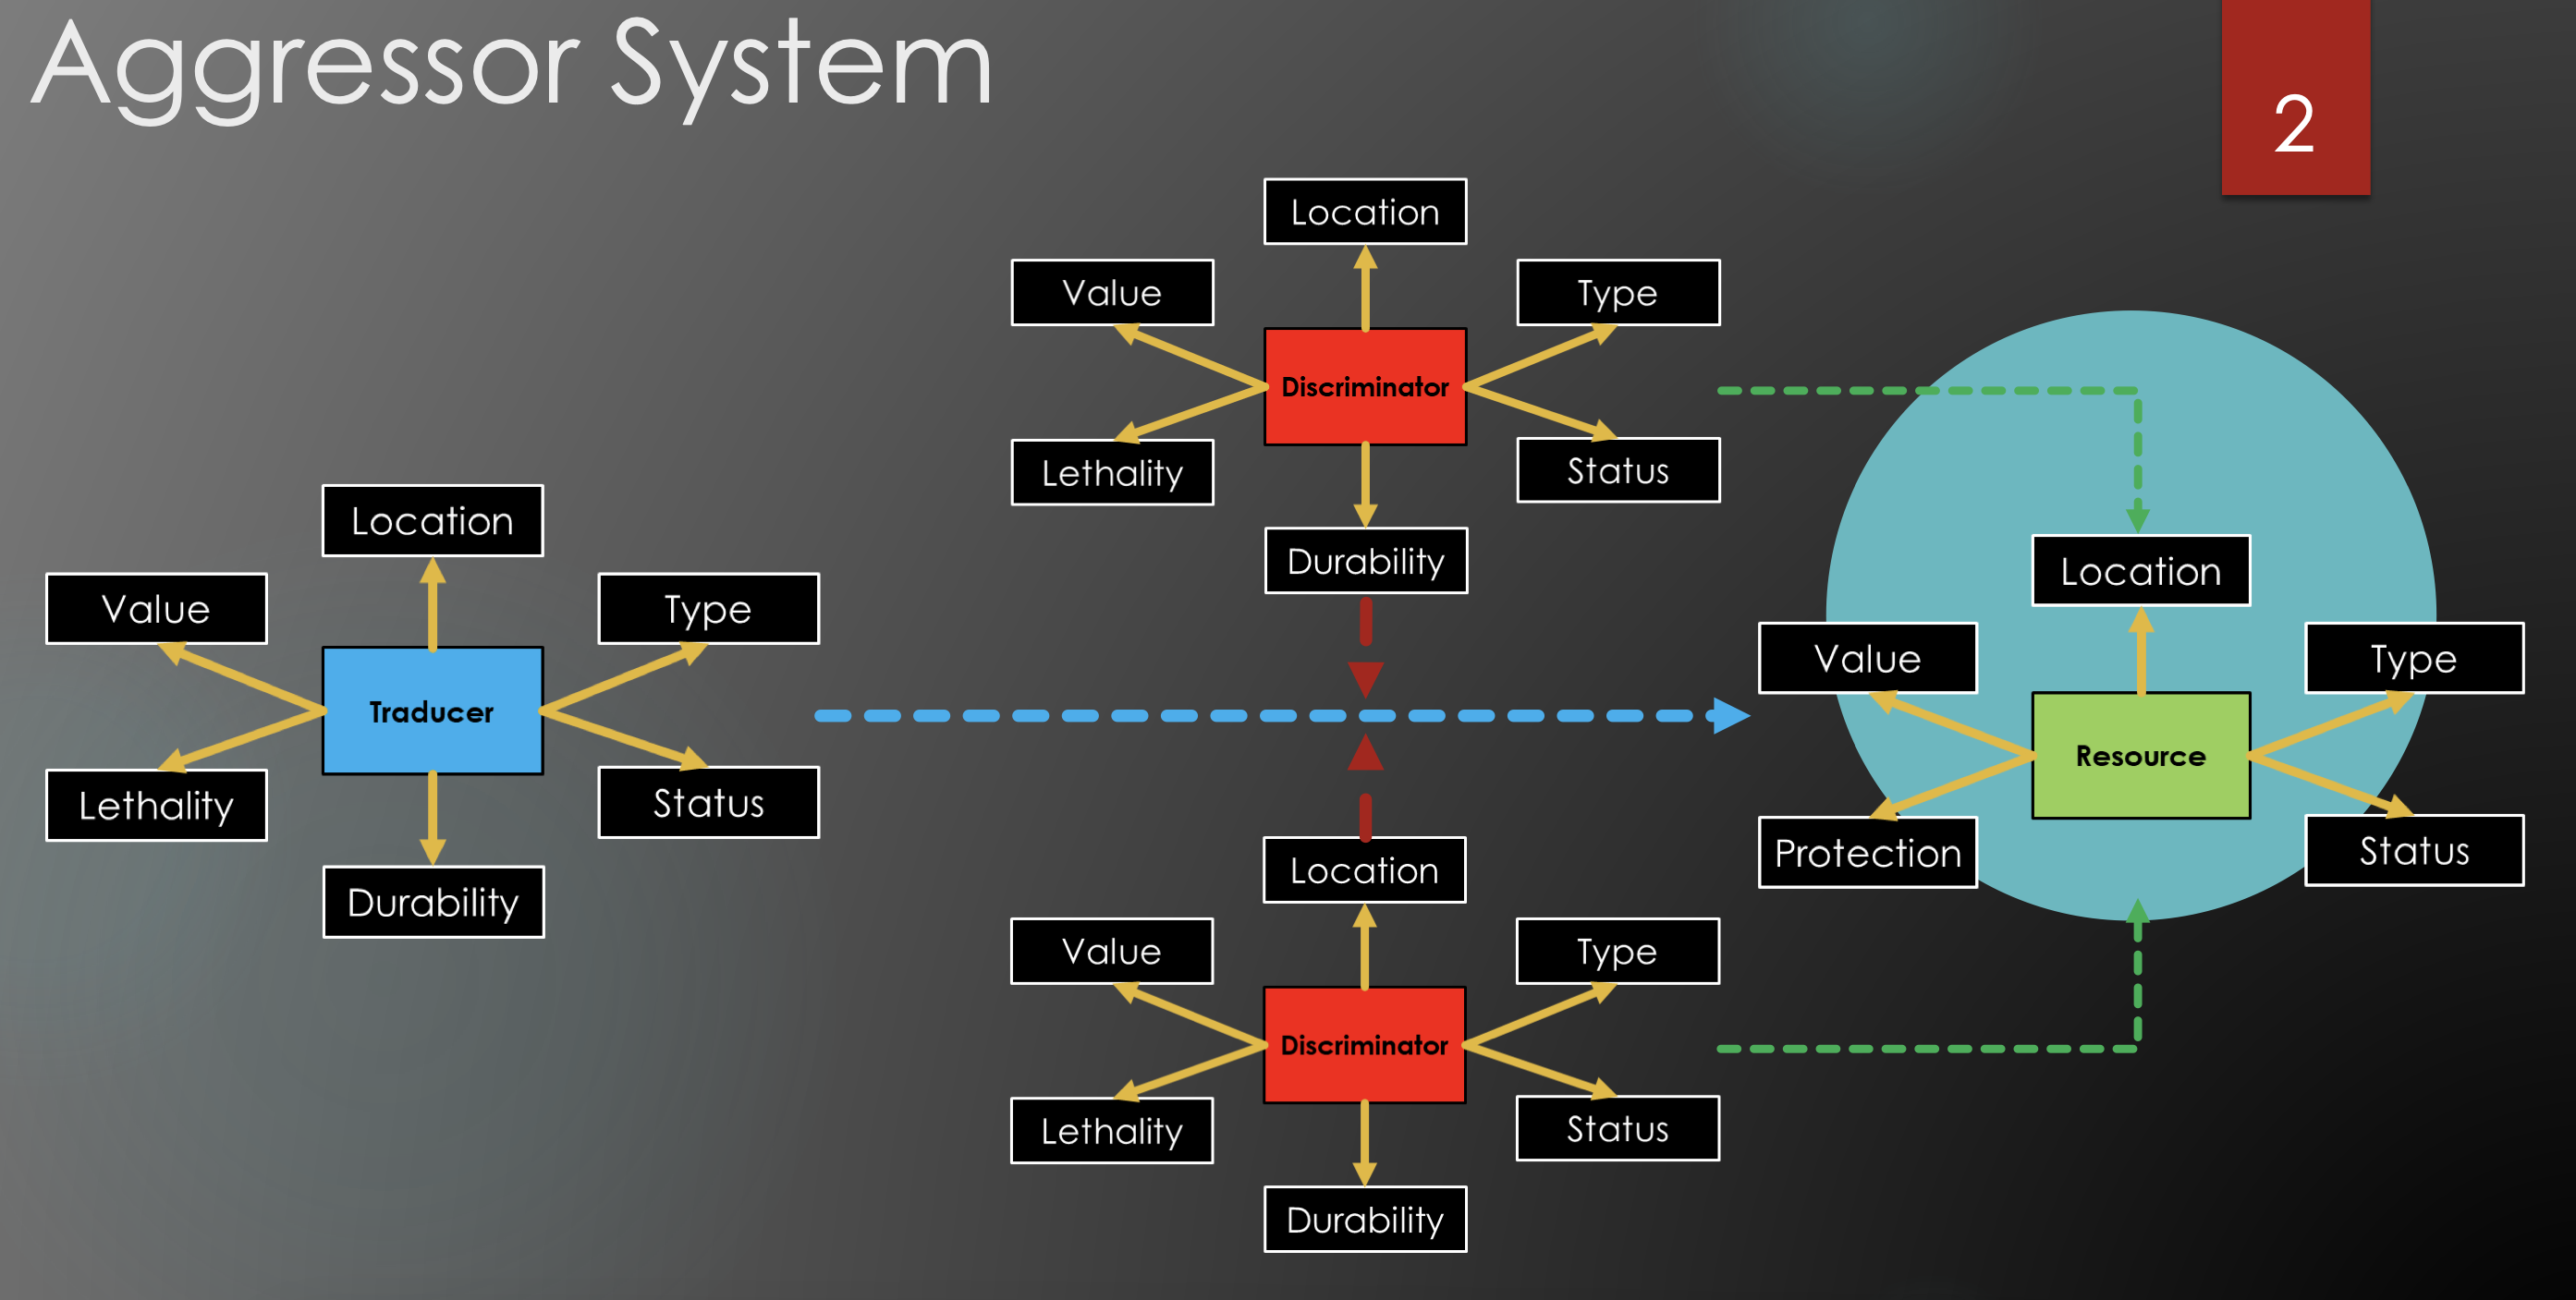 Aggressor System
2
Location
Value
Type
Traducer
Lethality
Status
Durability
Location
Value
Type
Discriminator
Lethality
Status
Durability
Location
Value
Type
Discriminator
Lethality
Status
Durability
Location
Value
Type
Resource
Protection
Status